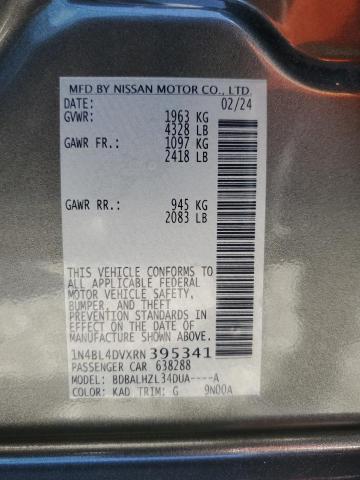 MFD BY NISSAN MOTOR CO., LTD.
DATE: 02/24
GVWR: 1963 KG
4328 LB
GAWR FR.: 1097 KG
2418 LB
GAWR RR.: 945 KG
2083 LB
THIS VEHICLE CONFORMS TO
ALL APPLICABLE FEDERAL
MOTOR VEHICLE SAFETY,
BUMPER, AND THEFT
PREVENTION STANDARDS IN
EFFECT ON THE DATE OF
MANUFACTURE SHOWN ABOVE.
1N4BL4DVXRN395341
PASSENGER CAR 638288
MODEL: BDBALHZL34DUA----A
COLOR: KAD TRIM: G 9N00A